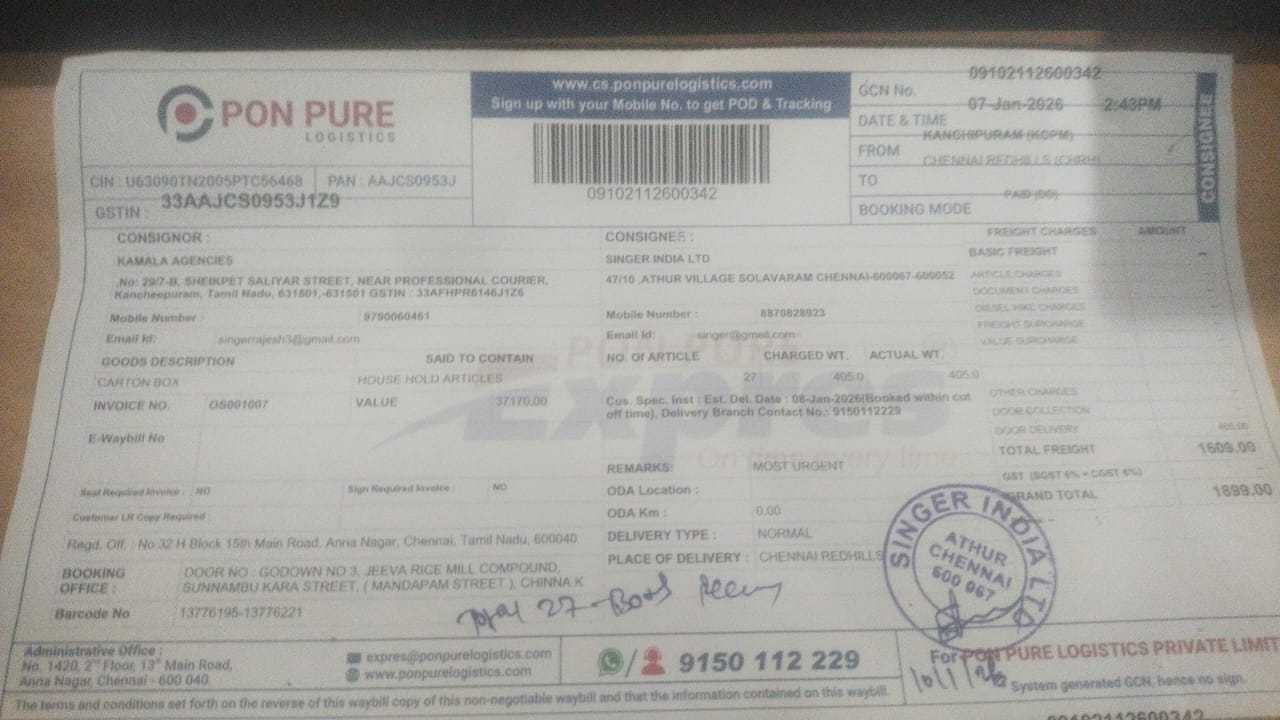 PON PURE
LOGISTICS
CIN : U63090TN2005PTC56468 PAN : AAJCS0953J
GSTIN : 33AAJCS0953J1Z9
www.cs.ponpurelogistics.com
Sign up with your Mobile No. to get POD & Tracking
09102112600342
GCN No. 09102112600342
DATE & TIME 07-Jan-2026 2:43PM
FROM KANCHIPURAM (KCPM)
TO CHENNAI REDHILLS (CHRH)
BOOKING MODE PAID (DD)
CONSIGNEE
CONSIGNOR :
KAMALA AGENCIES
,No: 29/7-B, SHEIKPET SALIYAR STREET, NEAR PROFESSIONAL COURIER,
Kancheepuram, Tamil Nadu, 631501,-631501 GSTIN : 33AFHPR6146J1Z6
Mobile Number : 9790060461
Email Id: singerrajesh3@gmail.com
CONSIGNEE :
SINGER INDIA LTD
47/10 ,ATHUR VILLAGE SOLAVARAM CHENNAI-600067-600052
Mobile Number : 8870828923
Email Id: singer@gmail.com
FREIGHT CHARGES AMOUNT
BASIC FREIGHT
ARTICLE CHARGES
DOCUMENT CHARGES
DIESEL HIKE CHARGES
FREIGHT SURCHARGE
VALUE SURCHARGE
OTHER CHARGES
DOOR COLLECTION
DOOR DELIVERY 405.00
TOTAL FREIGHT 1609.00
GST (SGST 6% + CGST 6%)
GRAND TOTAL 1899.00
GOODS DESCRIPTION SAID TO CONTAIN
CARTON BOX HOUSE HOLD ARTICLES
INVOICE NO. OS001007 VALUE 37170.00
E-Waybill No
Seal Required Invoice : NO Sign Required Invoice : NO
Customer LR Copy Required :
NO. Of ARTICLE CHARGED WT. ACTUAL WT.
27 405.0 405.0
Cus. Spec. Inst : Est. Del. Date : 08-Jan-2026(Booked within cut
off time), Delivery Branch Contact No.: 9150112229
PON PURE
Expres
On time every time
REMARKS: MOST URGENT
ODA Location :
ODA Km : 0.00
DELIVERY TYPE : NORMAL
PLACE OF DELIVERY : CHENNAI REDHILLS
Regd. Off. : No:32 H Block 15th Main Road, Anna Nagar, Chennai, Tamil Nadu, 600040
BOOKING OFFICE : DOOR NO : GODOWN NO 3, JEEVA RICE MILL COMPOUND,
SUNNAMBU KARA STREET, ( MANDAPAM STREET ), CHINNA K
Barcode No 13776195-13776221
Total 27
SINGER INDIA LTD
ATHUR
CHENNAI
600 067
Administrative Office :
No. 1420, 2nd Floor, 13th Main Road,
Anna Nagar, Chennai - 600 040.
expres@ponpurelogistics.com
www.ponpurelogistics.com
9150 112 229
For PON PURE LOGISTICS PRIVATE LIMIT
System generated GCN, hence no sign.
The terms and conditions set forth on the reverse of this non-negotiable waybill and that the information contained on this waybill.
09102112600342